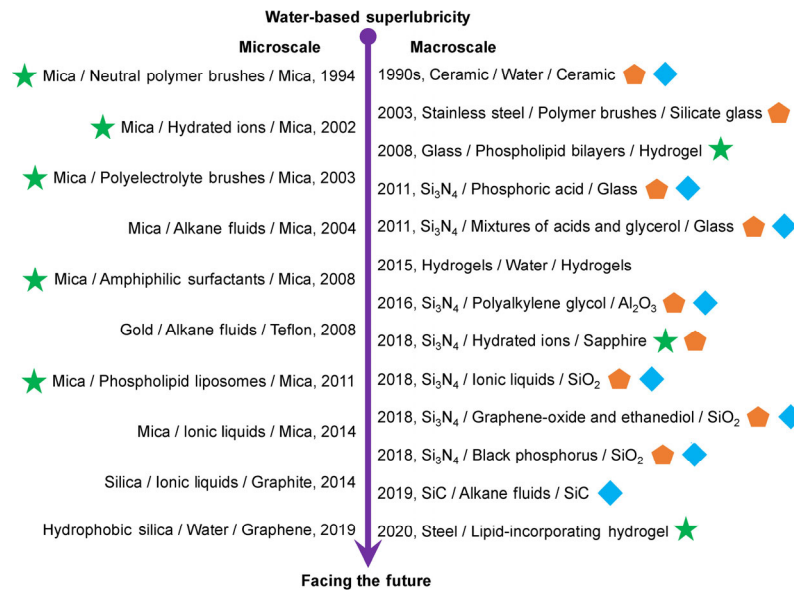 Water-based superlubricity
Microscale
Macroscale
Mica / Neutral polymer brushes / Mica, 1994
Mica / Hydrated ions / Mica, 2002
Mica / Polyelectrolyte brushes / Mica, 2003
Mica / Alkane fluids / Mica, 2004
Mica / Amphiphilic surfactants / Mica, 2008
Gold / Alkane fluids / Teflon, 2008
Mica / Phospholipid liposomes / Mica, 2011
Mica / Ionic liquids / Mica, 2014
Silica / Ionic liquids / Graphite, 2014
Hydrophobic silica / Water / Graphene, 2019
1990s, Ceramic / Water / Ceramic
2003, Stainless steel / Polymer brushes / Silicate glass
2008, Glass / Phospholipid bilayers / Hydrogel
2011, Si₃N₄ / Phosphoric acid / Glass
2011, Si₃N₄ / Mixtures of acids and glycerol / Glass
2015, Hydrogels / Water / Hydrogels
2016, Si₃N₄ / Polyalkylene glycol / Al₂O₃
2018, Si₃N₄ / Hydrated ions / Sapphire
2018, Si₃N₄ / Ionic liquids / SiO₂
2018, Si₃N₄ / Graphene-oxide and ethanediol / SiO₂
2018, Si₃N₄ / Black phosphorus / SiO₂
2019, SiC / Alkane fluids / SiC
2020, Steel / Lipid-incorporating hydrogel
Facing the future